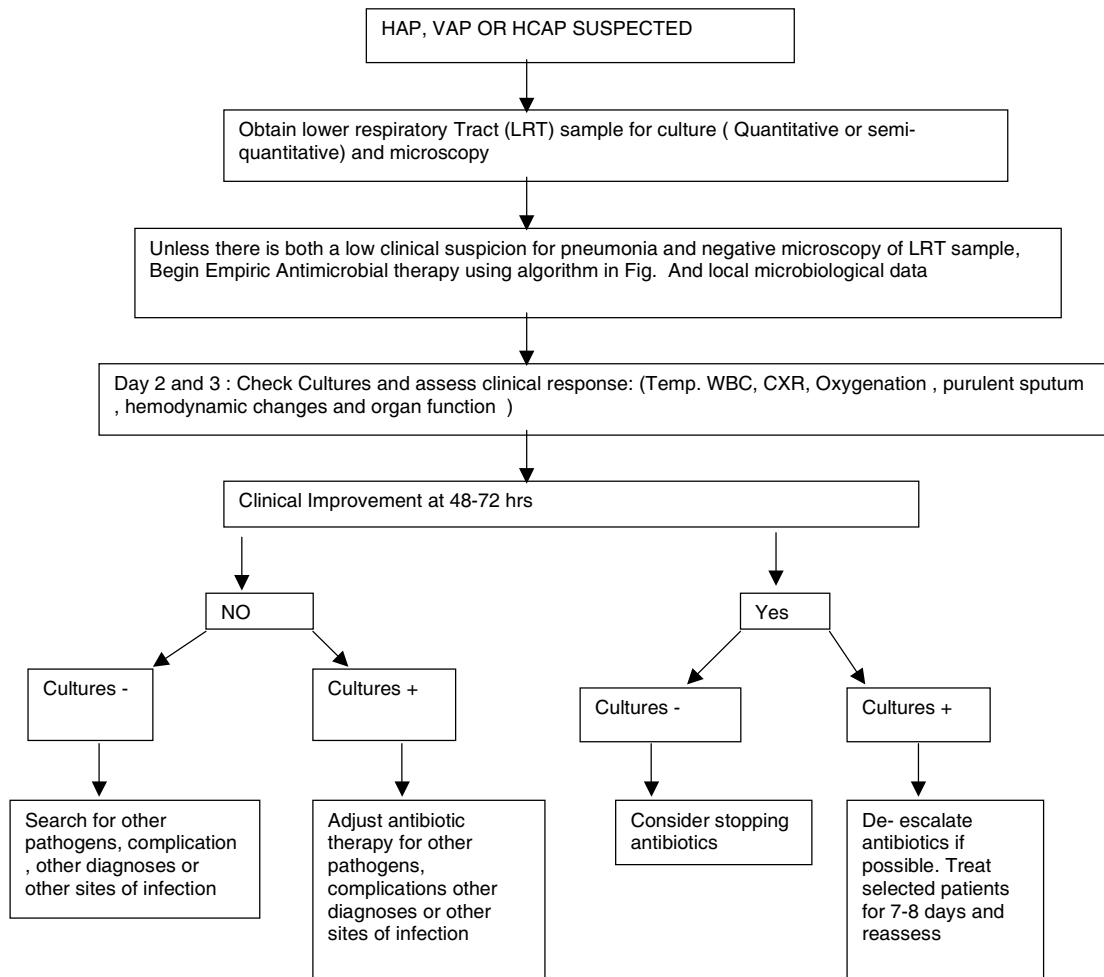 HAP, VAP OR HCAP SUSPECTED
Obtain lower respiratory Tract (LRT) sample for culture ( Quantitative or semi-
quantitative) and microscopy
Unless there is both a low clinical suspicion for pneumonia and negative microscopy of LRT sample,
Begin Empiric Antimicrobial therapy using algorithm in Fig.  And local microbiological data
Day 2 and 3 : Check Cultures and assess clinical response: (Temp. WBC, CXR, Oxygenation , purulent sputum
, hemodynamic changes and organ function  )
Clinical Improvement at 48-72 hrs
NO
Yes
Cultures -
Cultures +
Cultures -
Cultures +
Search for other
pathogens, complication
, other diagnoses or
other sites of infection
Adjust antibiotic
therapy for other
pathogens,
complications other
diagnoses or other
sites of infection
Consider stopping
antibiotics
De- escalate
antibiotics if
possible. Treat
selected patients
for 7-8 days and
reassess